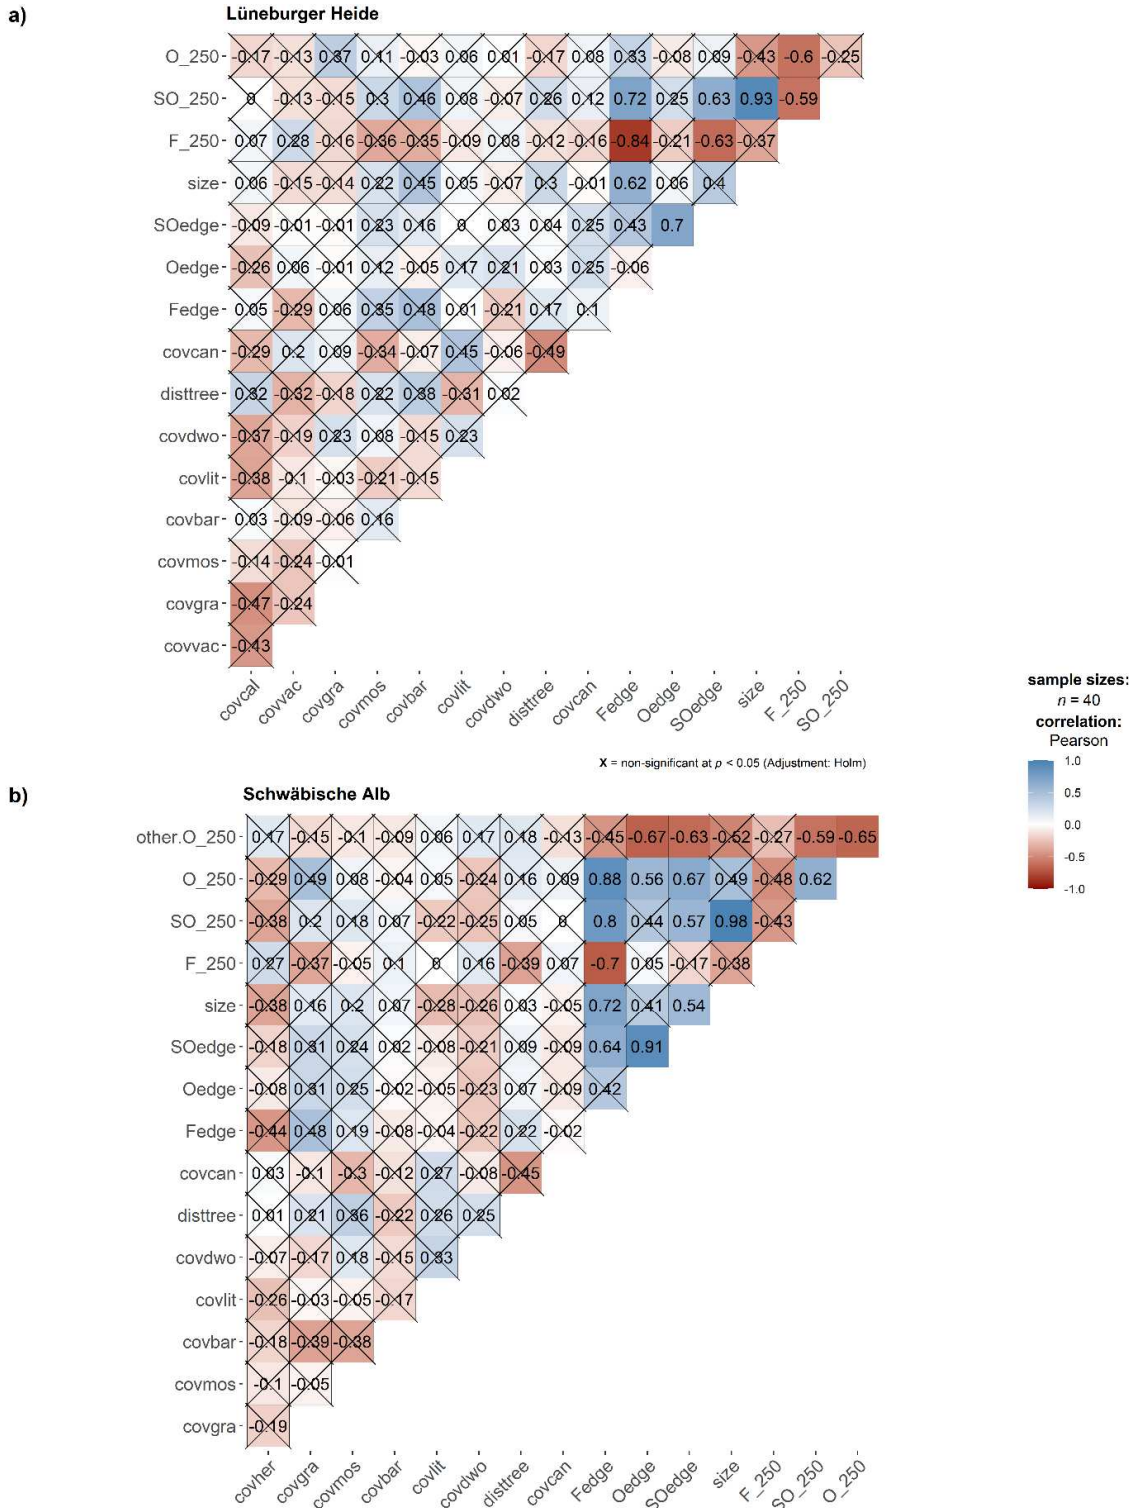 a)
Lüneburger Heide
O_250 -0.17 -0.13 0.37 0.11 -0.03 0.06 0.01 -0.17 0.08 0.33 -0.08 0.09 -0.43 -0.6 -0.25
SO_250 0 -0.13 -0.15 0.3 0.46 0.08 -0.07 0.26 0.12 0.72 0.25 0.63 0.93 -0.59
F_250 0.07 0.28 -0.16 -0.36 -0.35 -0.09 0.08 -0.12 -0.16 -0.84 -0.21 -0.63 -0.37
size 0.06 -0.15 -0.14 0.22 0.45 0.05 -0.07 0.3 -0.01 0.62 0.06 0.4
SOedge -0.09 -0.01 -0.01 0.23 0.16 0 0.03 0.04 0.25 0.43 0.7
Oedge -0.26 0.06 -0.01 0.12 -0.05 0.17 0.21 0.03 0.25 -0.06
Fedge 0.05 -0.29 0.06 0.35 0.48 0.01 -0.21 0.17 0.1
covcan -0.29 0.2 0.09 -0.34 -0.07 0.45 -0.06 -0.49
disttree 0.32 -0.32 -0.18 0.22 0.38 -0.31 0.02
covdwo -0.37 -0.19 0.23 0.08 -0.15 0.23
covlit -0.38 -0.1 -0.03 -0.21 -0.15
covbar 0.03 -0.09 -0.06 0.16
covmos -0.14 -0.24 -0.01
covgra -0.47 -0.24
covvac -0.43
covcal covvac covgra covmos covbar covlit covdwo disttree covcan Fedge Oedge SOedge size F_250 SO_250
X = non-significant at p < 0.05 (Adjustment: Holm)
sample sizes:
n = 40
correlation:
Pearson
1.0
0.5
0.0
-0.5
-1.0
b)
Schwäbische Alb
other.O_250 0.17 -0.15 -0.1 -0.09 0.06 0.17 0.18 -0.13 -0.45 -0.67 -0.63 -0.52 -0.27 -0.59 -0.65
O_250 -0.29 0.49 0.08 -0.04 0.05 -0.24 0.16 0.09 0.88 0.56 0.67 0.49 -0.48 0.62
SO_250 -0.38 0.2 0.18 0.07 -0.22 -0.25 0.05 0 0.8 0.44 0.57 0.98 -0.43
F_250 0.27 -0.37 -0.05 0.1 0 0.16 -0.39 0.07 -0.7 0.05 -0.17 -0.38
size -0.38 0.16 0.2 0.07 -0.28 -0.26 0.03 -0.05 0.72 0.41 0.54
SOedge -0.18 0.31 0.24 0.02 -0.08 -0.21 0.09 -0.09 0.64 0.91
Oedge -0.08 0.31 0.25 -0.02 -0.05 -0.23 0.07 -0.09 0.42
Fedge -0.44 0.48 0.19 -0.08 -0.04 -0.22 0.22 -0.02
covcan 0.03 -0.1 -0.3 -0.12 0.27 -0.08 -0.45
disttree 0.01 0.21 0.36 -0.22 0.26 0.25
covdwo -0.07 -0.17 0.18 -0.15 0.33
covlit -0.26 -0.03 -0.05 -0.17
covbar -0.18 -0.39 -0.38
covmos -0.1 -0.05
covgra -0.19
covher covgra covmos covbar covlit covdwo disttree covcan Fedge Oedge SOedge size F_250 SO_250 O_250